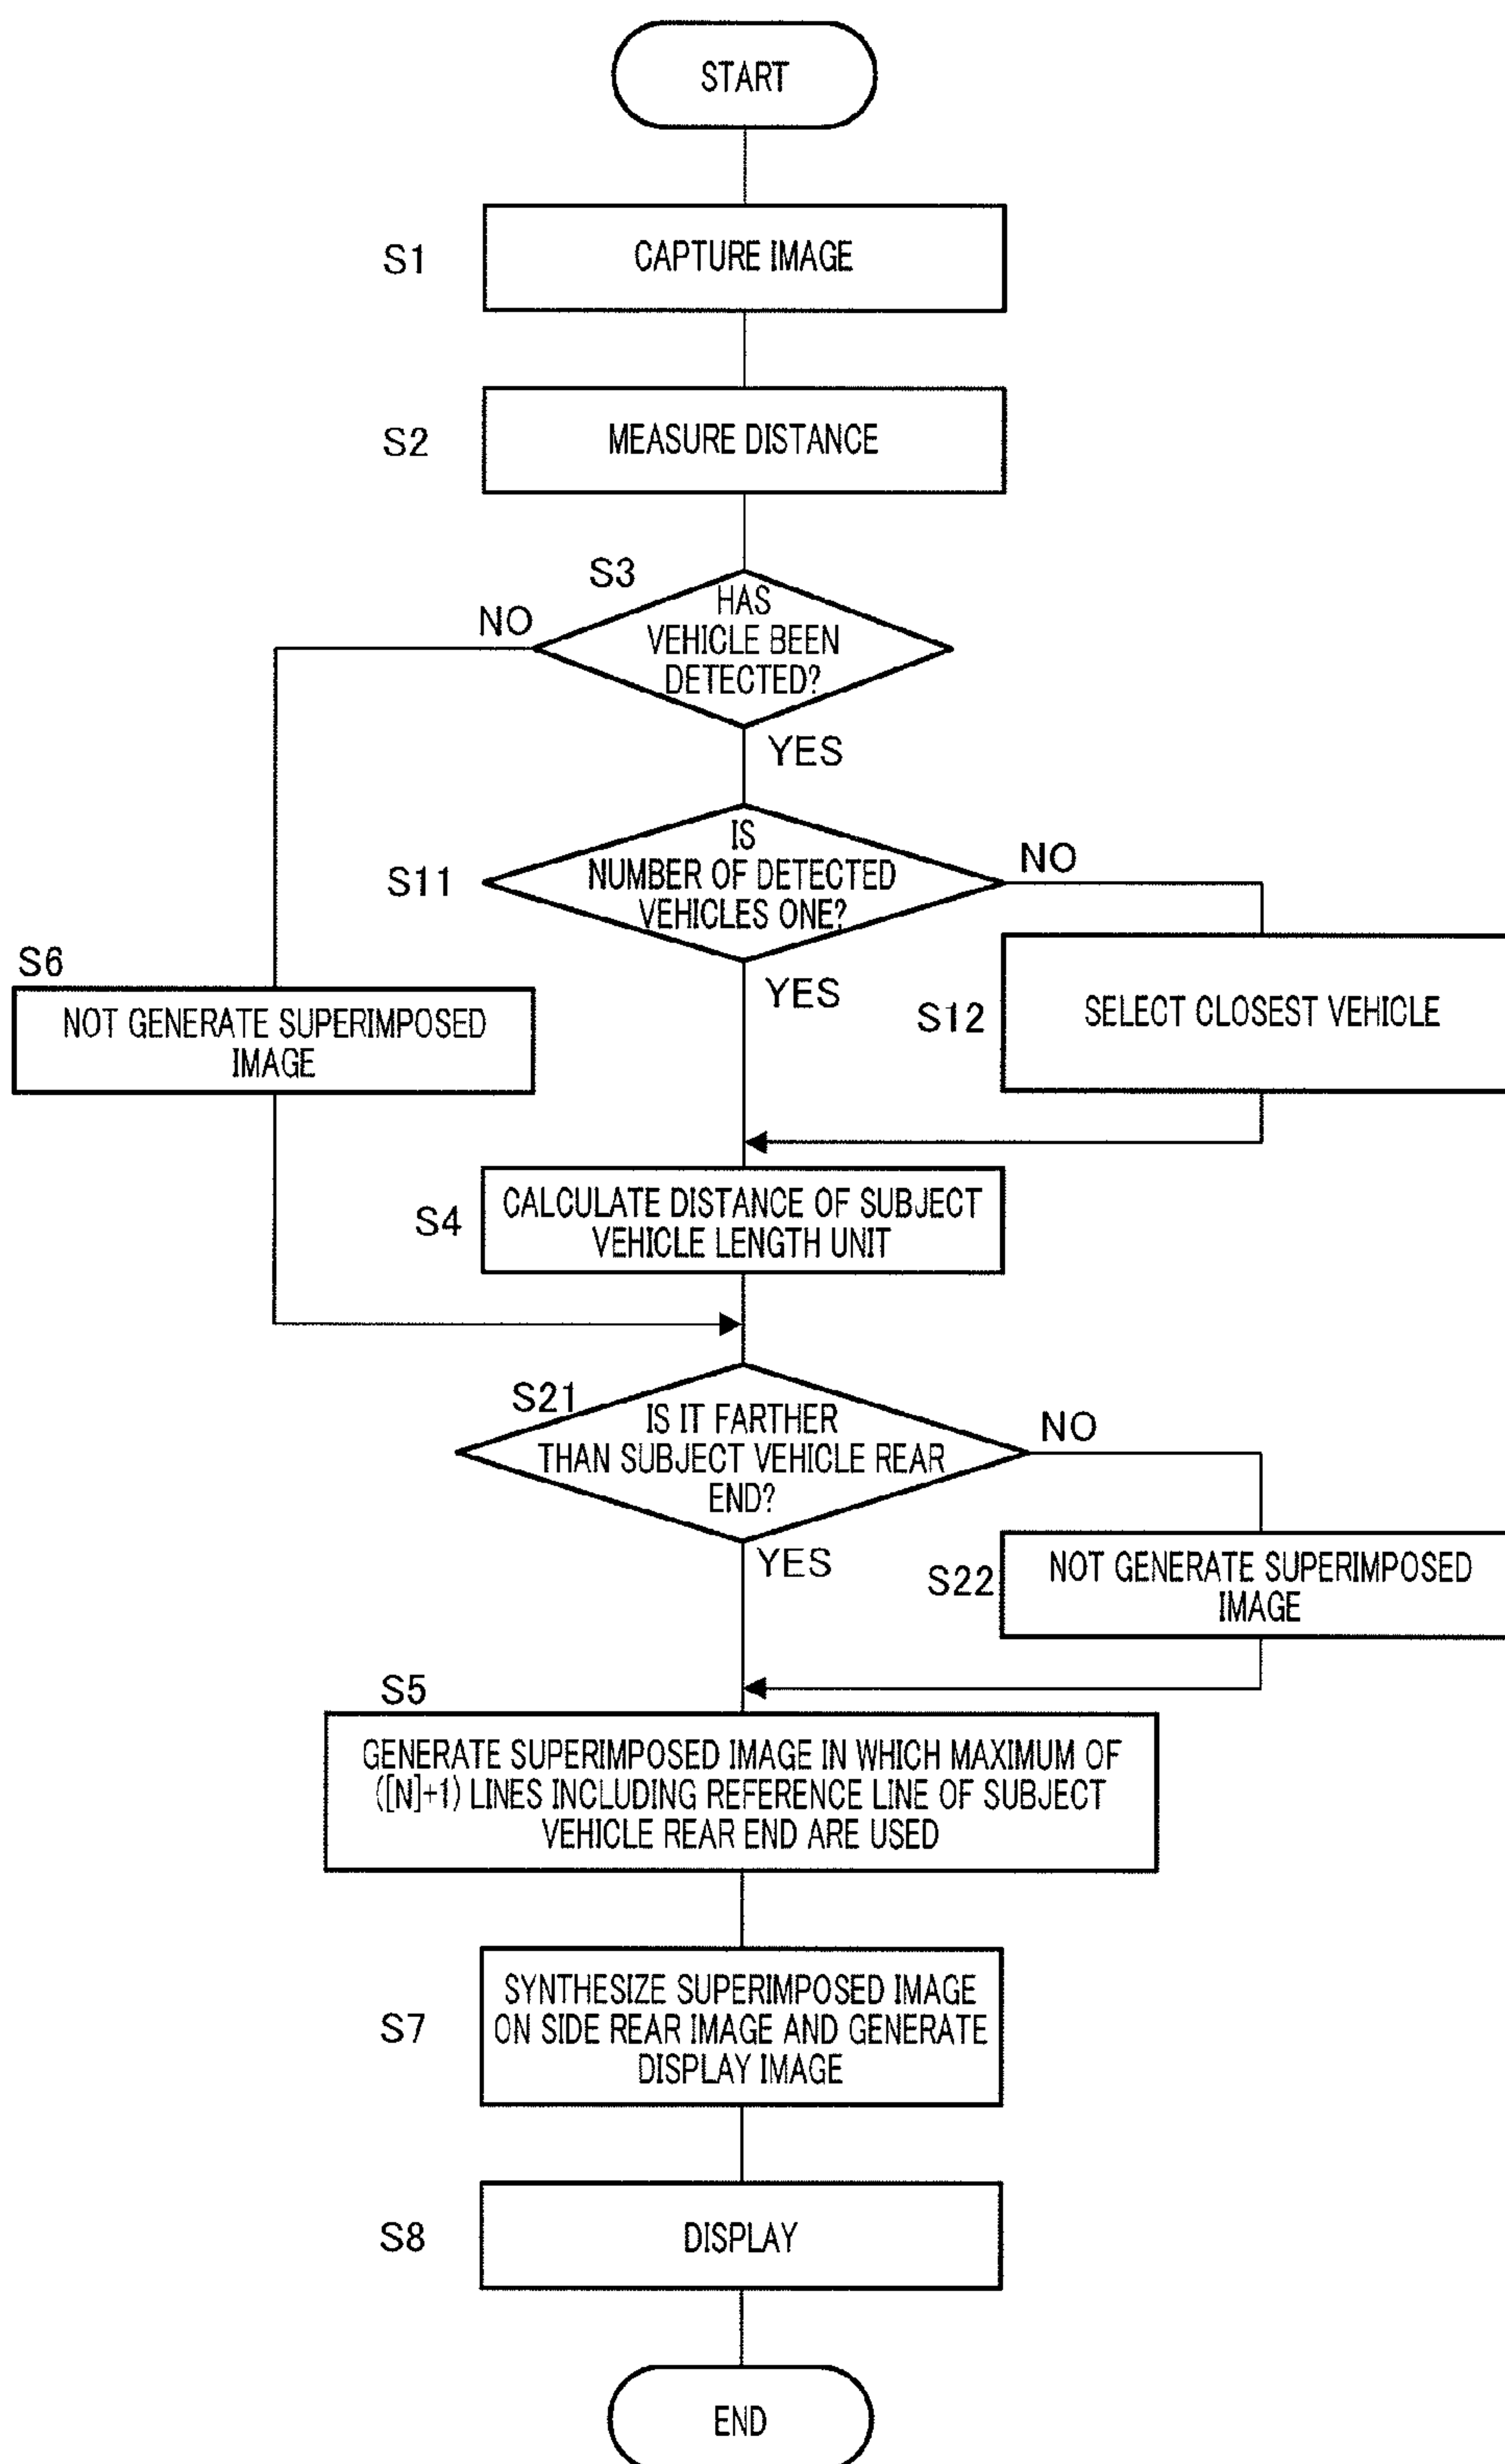 START
S1
CAPTURE IMAGE
S2
MEASURE DISTANCE
S3
HAS
VEHICLE BEEN
DETECTED?
NO
YES
S11
IS
NUMBER OF DETECTED
VEHICLES ONE?
NO
YES
S6
NOT GENERATE SUPERIMPOSED
IMAGE
S12
SELECT CLOSEST VEHICLE
S4
CALCULATE DISTANCE OF SUBJECT
VEHICLE LENGTH UNIT
S21
IS IT FARTHER
THAN SUBJECT VEHICLE REAR
END?
NO
YES
S22
NOT GENERATE SUPERIMPOSED
IMAGE
S5
GENERATE SUPERIMPOSED IMAGE IN WHICH MAXIMUM OF
([N]+1) LINES INCLUDING REFERENCE LINE OF SUBJECT
VEHICLE REAR END ARE USED
S7
SYNTHESIZE SUPERIMPOSED IMAGE
ON SIDE REAR IMAGE AND GENERATE
DISPLAY IMAGE
S8
DISPLAY
END